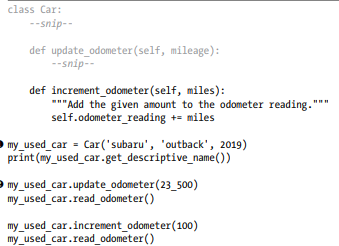 class Car:
    --snip--
    def update_odometer(self, mileage):
        --snip--
    def increment_odometer(self, miles):
        """Add the given amount to the odometer reading."""
        self.odometer_reading += miles
my_used_car = Car('subaru', 'outback', 2019)
print(my_used_car.get_descriptive_name())
my_used_car.update_odometer(23_500)
my_used_car.read_odometer()
my_used_car.increment_odometer(100)
my_used_car.read_odometer()